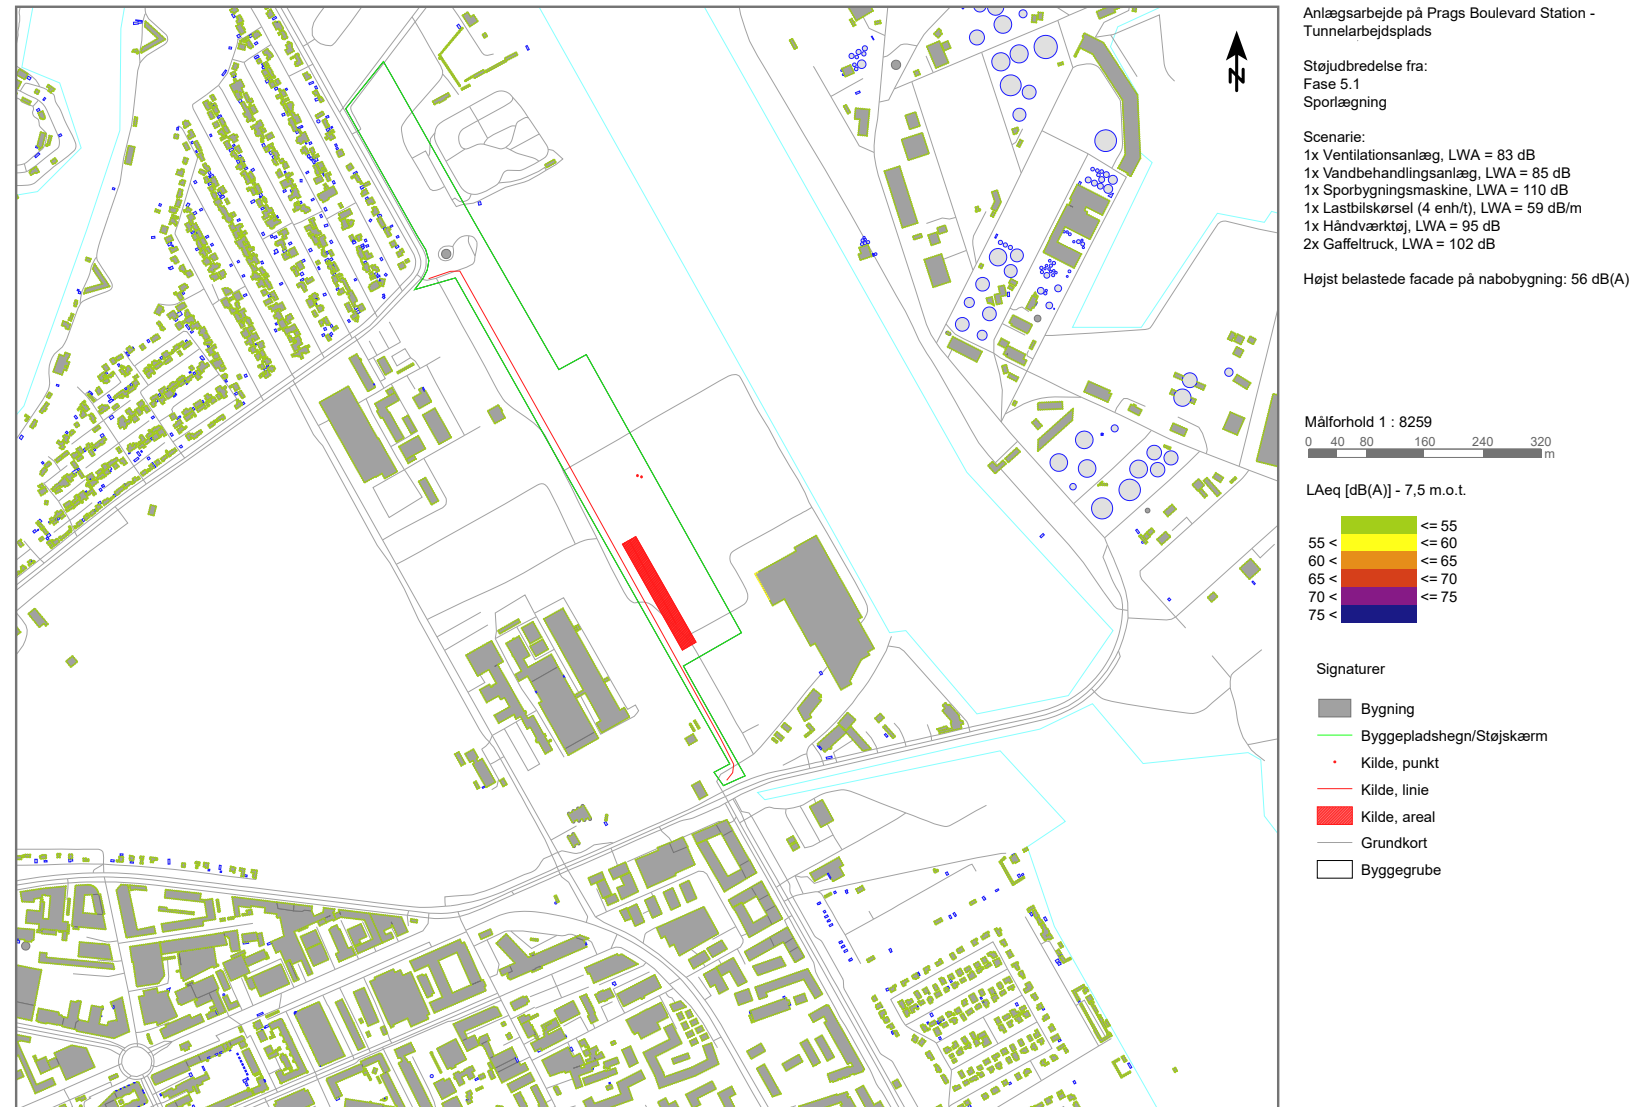 Anlægsarbejde på Prags Boulevard Station -
Tunnelarbejdsplads
Støjudbredelse fra:
Fase 5.1
Sporlægning
Scenarie:
1x Ventilationsanlæg, LWA = 83 dB
1x Vandbehandlingsanlæg, LWA = 85 dB
1x Sporbygningsmaskine, LWA = 110 dB
1x Lastbilskørsel (4 enh/t), LWA = 59 dB/m
1x Håndværktøj, LWA = 95 dB
2x Gaffeltruck, LWA = 102 dB
Højst belastede facade på nabobygning: 56 dB(A)
N
Målforhold 1 : 8259
0 40 80 160 240 320
m
LAeq [dB(A)] - 7,5 m.o.t.
<= 55
55 < <= 60
60 < <= 65
65 < <= 70
70 < <= 75
75 <
Signaturer
Bygning
Byggepladshegn/Støjskærm
Kilde, punkt
Kilde, linie
Kilde, areal
Grundkort
Byggegrube